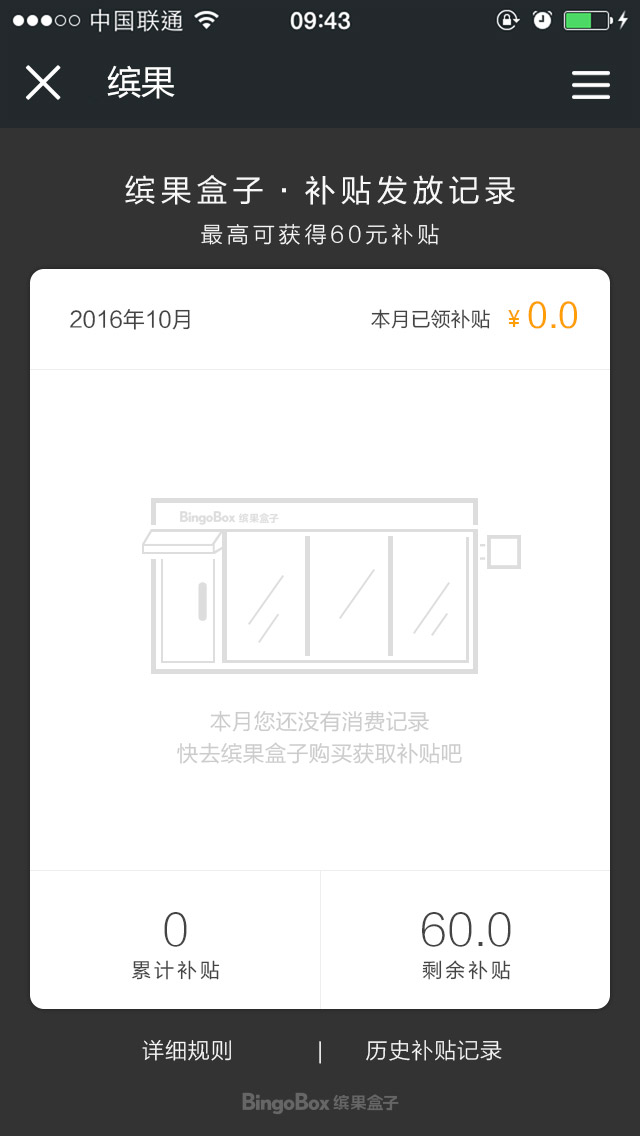 中国联通 09:43
缤果
缤果盒子·补贴发放记录
最高可获得60元补贴
2016年10月 本月已领补贴 ¥0.0
BingoBox 缤果盒子
本月您还没有消费记录
快去缤果盒子购买获取补贴吧
0 60.0
累计补贴 剩余补贴
详细规则 | 历史补贴记录
BingoBox 缤果盒子